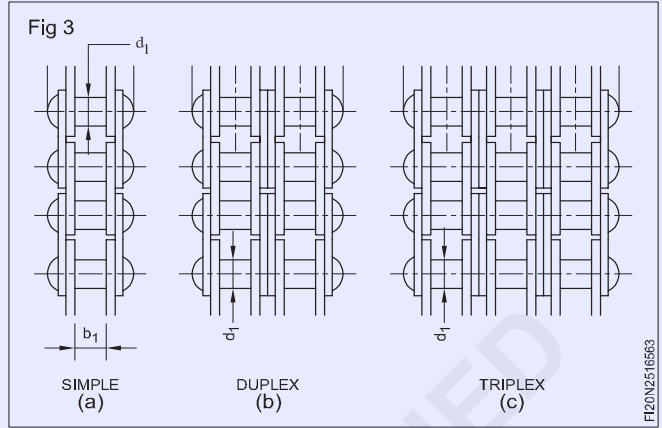 Fig 3
d1
b1
d1
d1
SIMPLE
(a)
DUPLEX
(b)
TRIPLEX
(c)
FI20N2516563